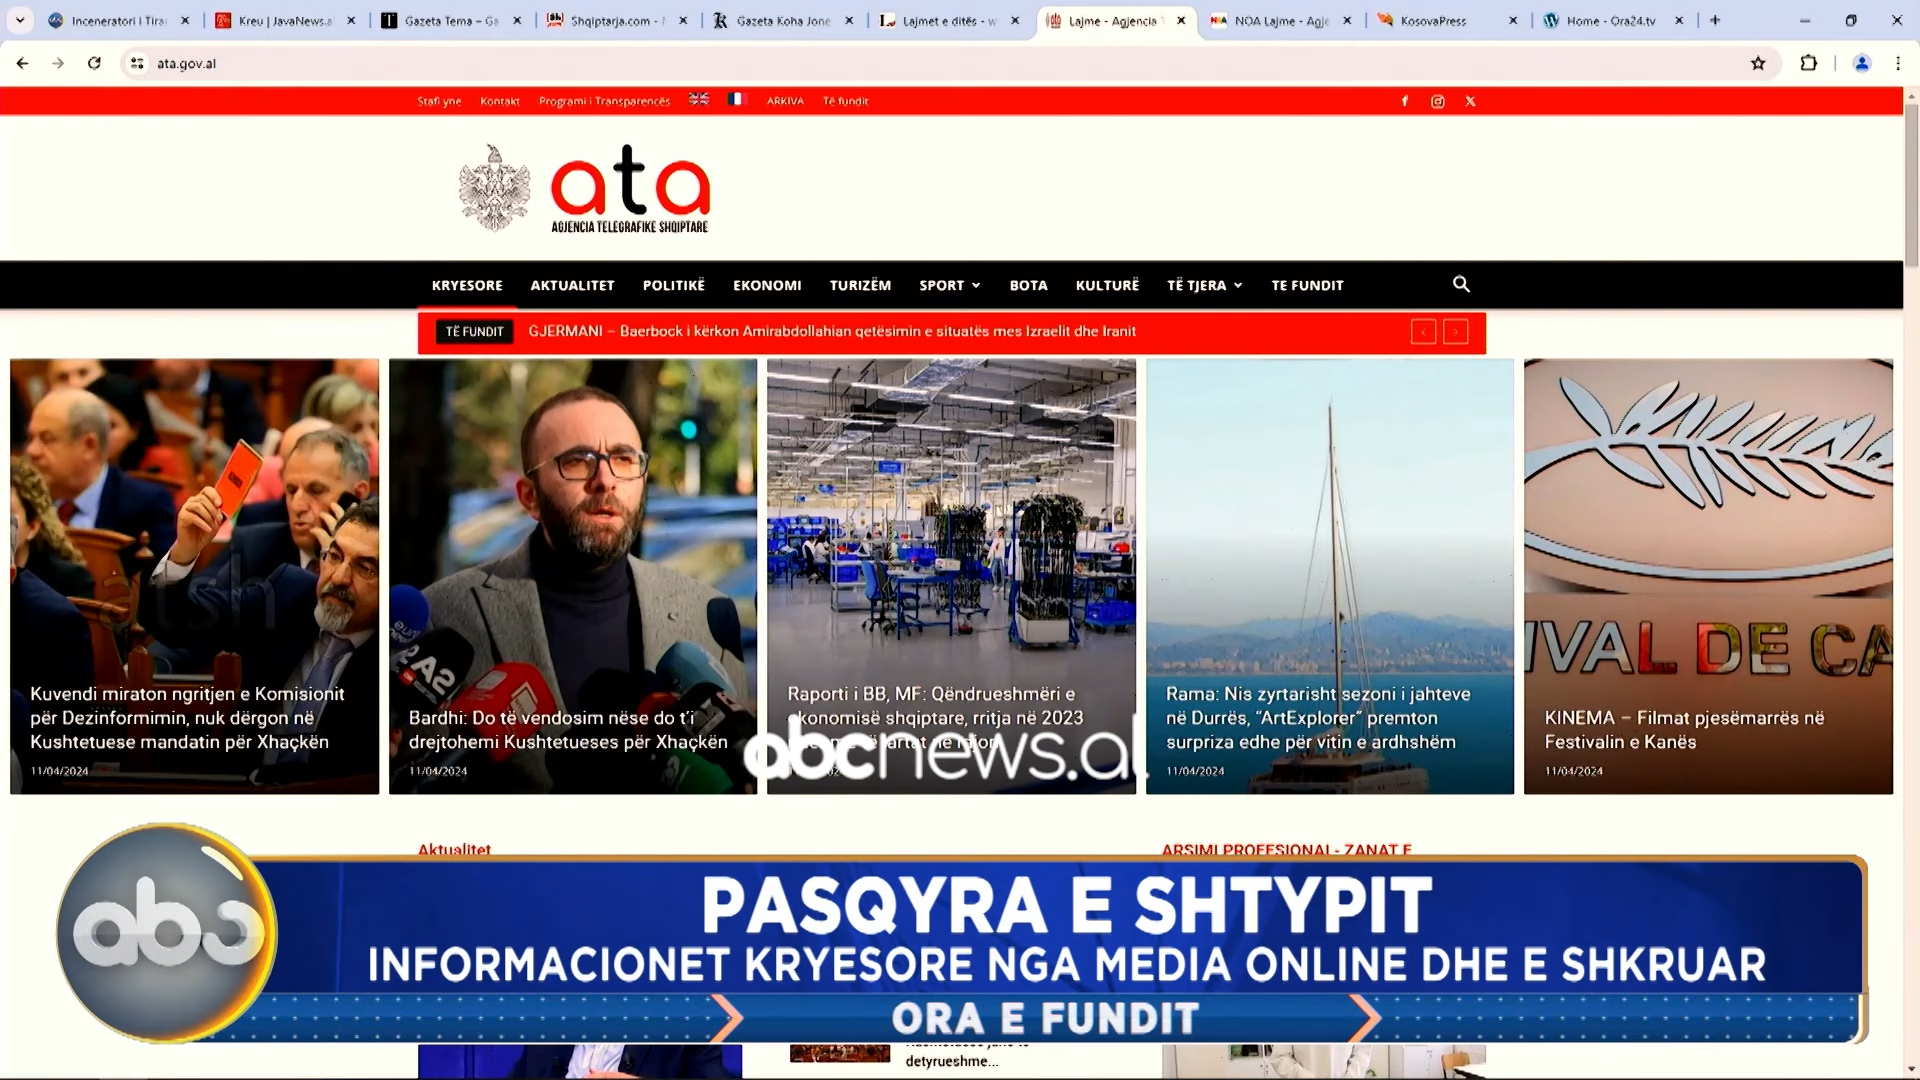 Inceneratori i Tira
Kreu | JavaNews.a
Gazeta Tema – Ga
Shqiptarja.com -
Gazeta Koha Jone
Lajmet e ditës -
Lajme - Agjencia
NOA Lajme - Agje
KosovaPress
Home - Ora24.tv
ata.gov.al
Stafi yne Kontakt Programi i Transparencës ARKIVA Të fundit
ata
AGJENCIA TELEGRAFIKE SHQIPTARE
KRYESORE AKTUALITET POLITIKË EKONOMI TURIZËM SPORT BOTA KULTURË TË TJERA TE FUNDIT
TË FUNDIT GJERMANI – Baerbock i kërkon Amirabdollahian qetësimin e situatës mes Izraelit dhe Iranit
Kuvendi miraton ngritjen e Komisionit
për Dezinformimin, nuk dërgon në
Kushtetuese mandatin për Xhaçkën
11/04/2024
A2
Bardhi: Do të vendosim nëse do t'i
drejtohemi Kushtetueses për Xhaçkën
11/04/2024
Raporti i BB, MF: Qëndrueshmëri e
ekonomisë shqiptare, rritja në 2023
Rama: Nis zyrtarisht sezoni i jahteve
në Durrës, "ArtExplorer" premton
surpriza edhe për vitin e ardhshëm
11/04/2024
IVAL DE CA
KINEMA – Filmat pjesëmarrës në
Festivalin e Kanës
11/04/2024
abcnews.al
Aktualitet
ARSIMI PROFESIONAL- ZANAT E
abc
PASQYRA E SHTYPIT
INFORMACIONET KRYESORE NGA MEDIA ONLINE DHE E SHKRUAR
ORA E FUNDIT
detyrueshme...